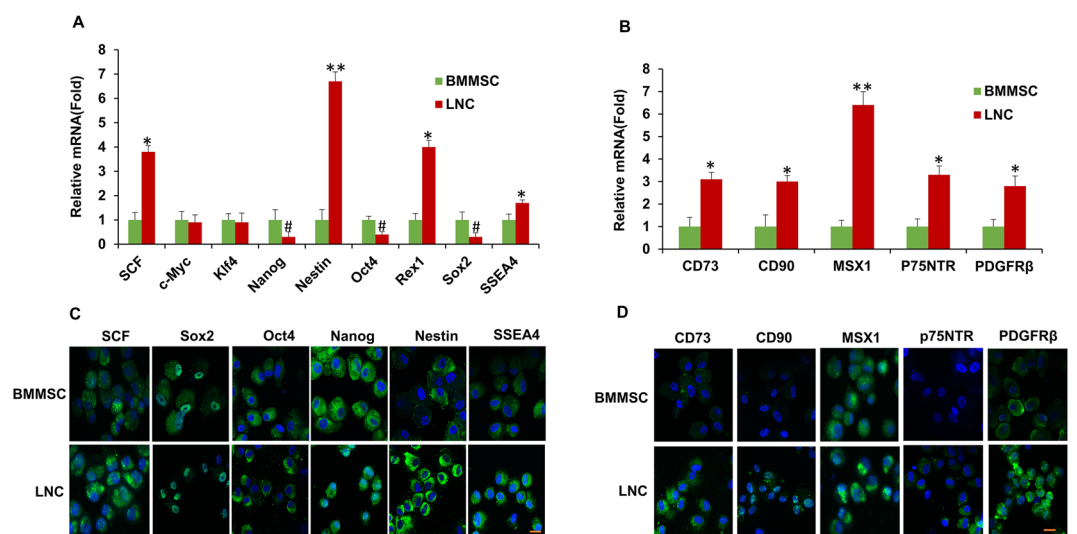 A
Relative mRNA(Fold)
8
7
6
5
4
3
2
1
0
BMMSC
LNC
*
#
**
#
*
#
*
SCF
c-Myc
Klf4
Nanog
Nestin
Oct4
Rex1
Sox2
SSEA4
B
Relative mRNA(Fold)
8
7
6
5
4
3
2
1
0
BMMSC
LNC
*
*
**
*
*
CD73
CD90
MSX1
P75NTR
PDGFRβ
C
SCF
Sox2
Oct4
Nanog
Nestin
SSEA4
BMMSC
LNC
D
CD73
CD90
MSX1
p75NTR
PDGFRβ
BMMSC
LNC